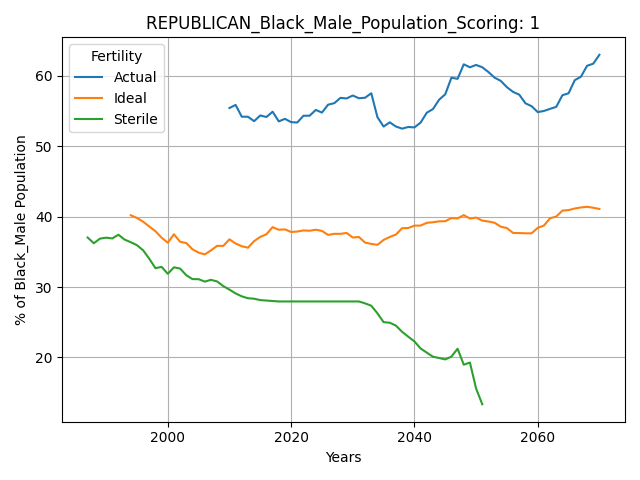 REPUBLICAN_Black_Male_Population_Scoring: 1
Fertility
Actual
Ideal
Sterile
% of Black_Male Population
60
50
40
30
20
2000 2020 2040 2060
Years